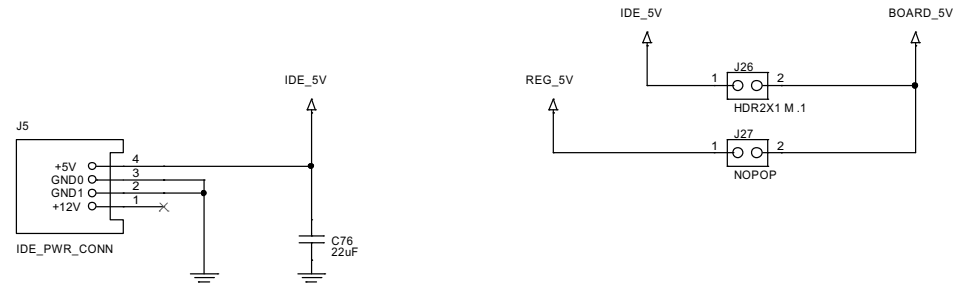 IDE_5V
BOARD_5V
J26
1
2
HDR2X1 M .1
REG_5V
J27
1
2
NOPOP
IDE_5V
J5
+5V
4
GND0
3
GND1
2
+12V
1
IDE_PWR_CONN
C76
22uF